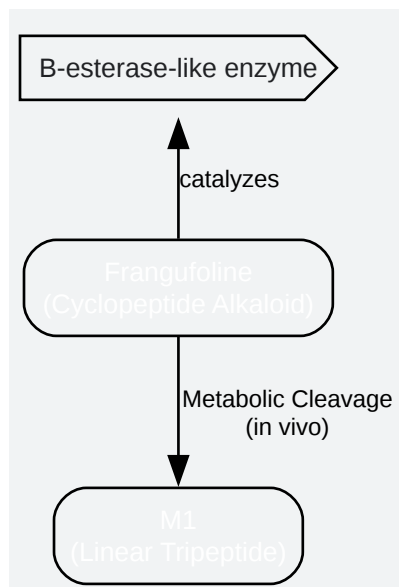 B-esterase-like enzyme
catalyzes
Frangufoline
(Cyclopeptide Alkaloid)
Metabolic Cleavage
(in vivo)
M1
(Linear Tripeptide)